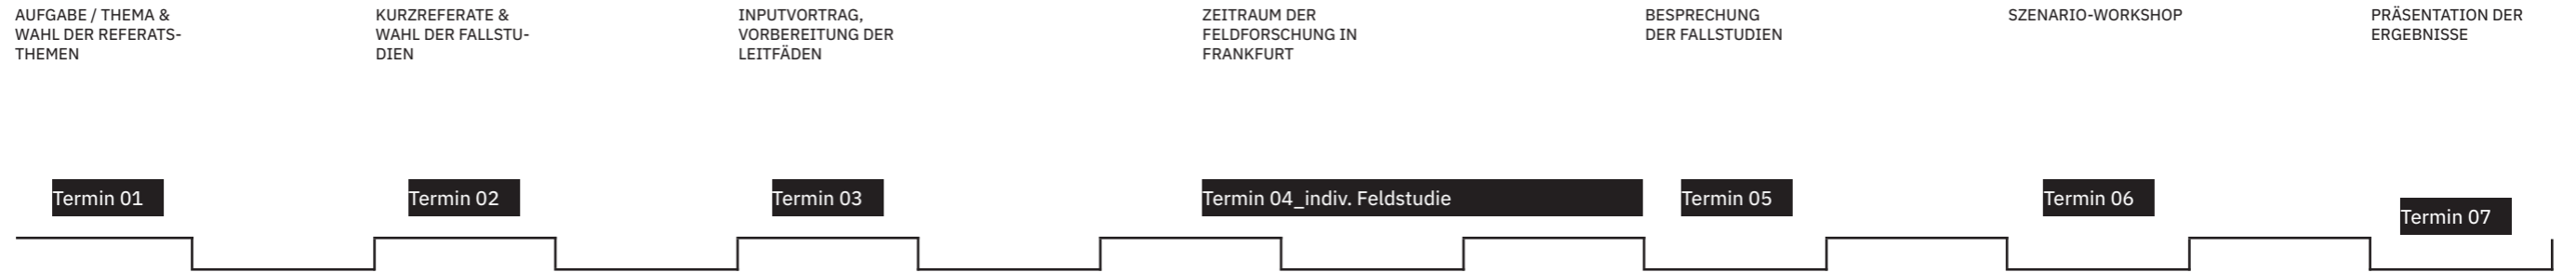 AUFGABE / THEMA &
WAHL DER REFERATS-
THEMEN
KURZREFERATE &
WAHL DER FALLSTU-
DIEN
INPUTVORTRAG,
VORBEREITUNG DER
LEITFÄDEN
ZEITRAUM DER
FELDFORSCHUNG IN
FRANKFURT
BESPRECHUNG
DER FALLSTUDIEN
SZENARIO-WORKSHOP
PRÄSENTATION DER
ERGEBNISSE
Termin 01
Termin 02
Termin 03
Termin 04_indiv. Feldstudie
Termin 05
Termin 06
Termin 07